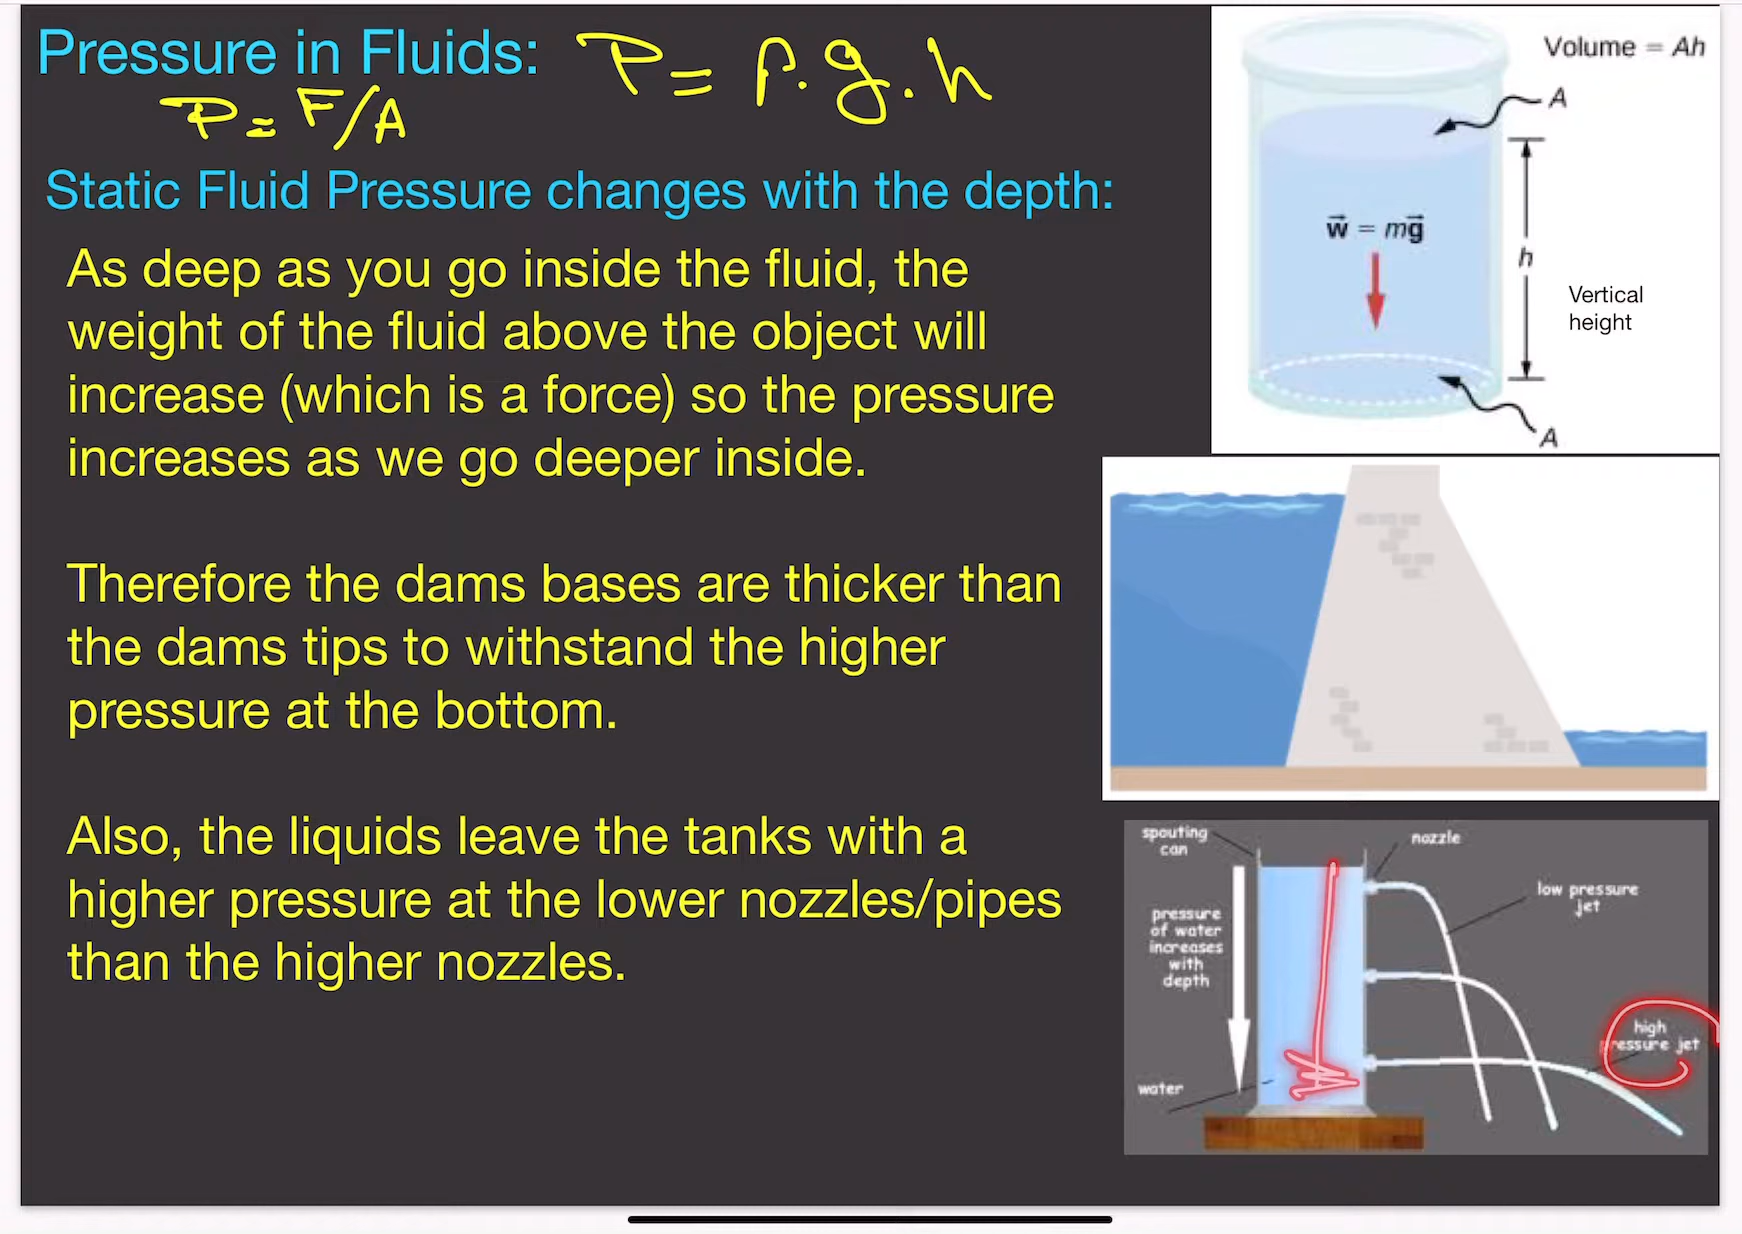 Pressure in Fluids: P = ρ.g.h
P = F/A
Static Fluid Pressure changes with the depth:
As deep as you go inside the fluid, the
weight of the fluid above the object will
increase (which is a force) so the pressure
increases as we go deeper inside.
Therefore the dams bases are thicker than
the dams tips to withstand the higher
pressure at the bottom.
Also, the liquids leave the tanks with a
higher pressure at the lower nozzles/pipes
than the higher nozzles.
Volume = Ah
A
w⃗ = mg⃗
h
Vertical
height
A
spouting
can
nozzle
low pressure
jet
pressure
of water
increases
with
depth
high
pressure jet
water